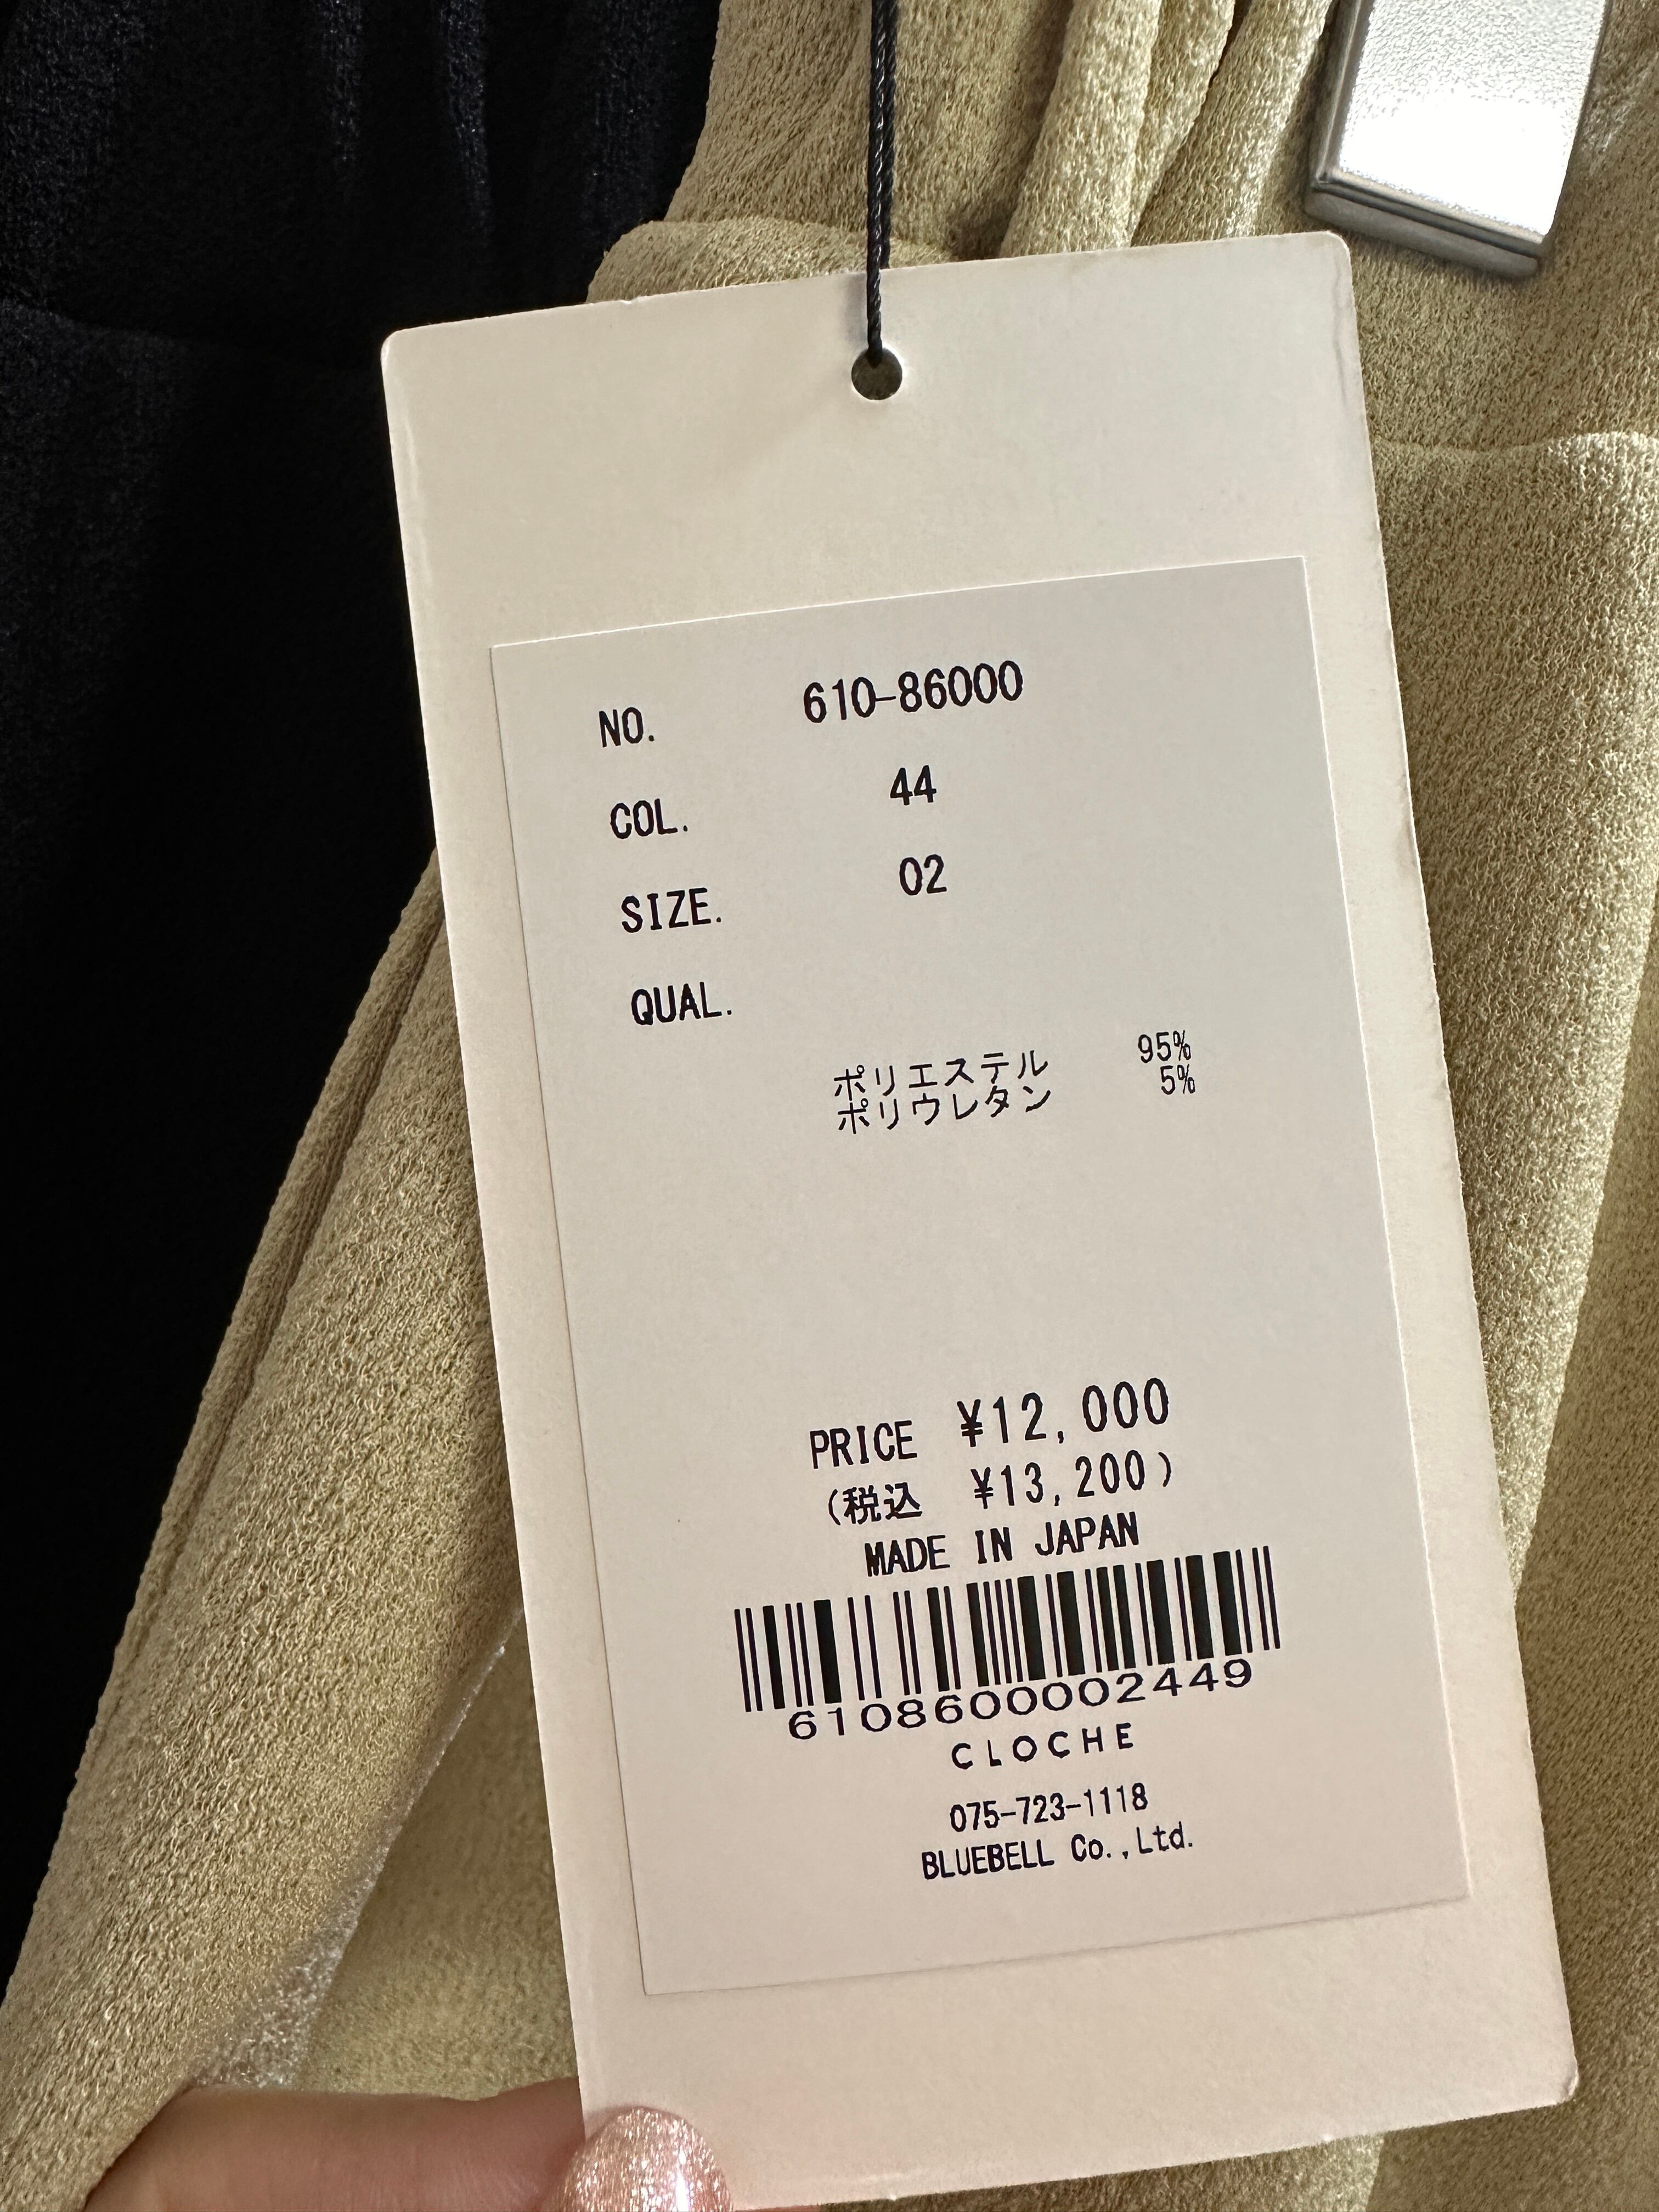 NO. 610-86000
COL. 44
SIZE. 02
QUAL.
ポリエステル 95%
ポリウレタン 5%
PRICE ¥12,000
(税込 ¥13,200)
MADE IN JAPAN
6108600002449
CLOCHE
075-723-1118
BLUEBELL Co.,Ltd.